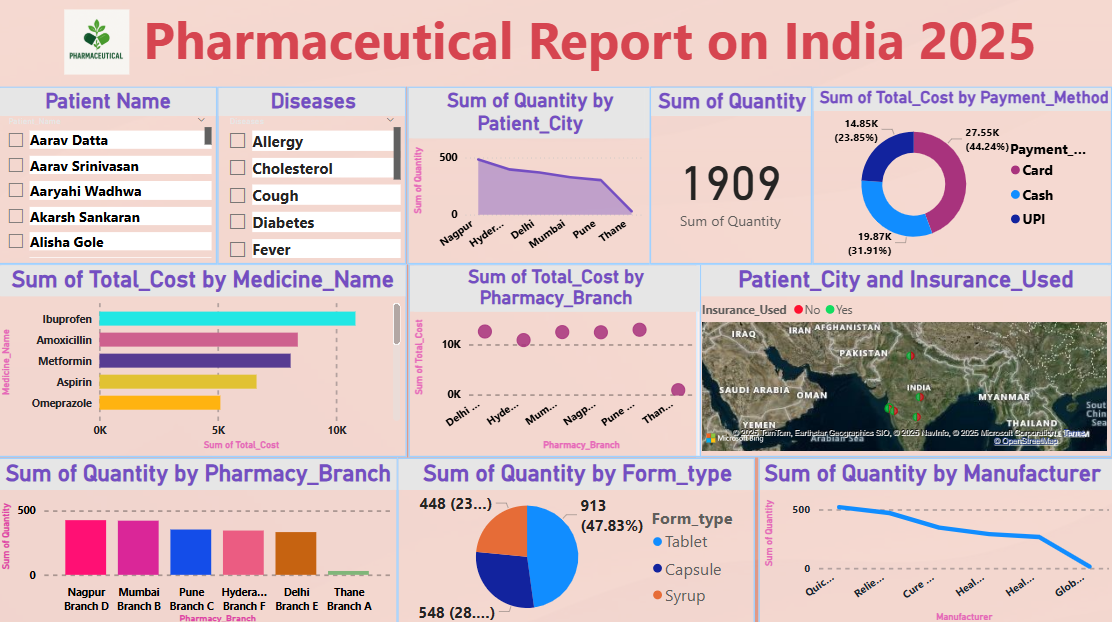 PHARMACEUTICAL
Pharmaceutical Report on India 2025
Patient Name
Aarav Datta
Aarav Srinivasan
Aaryahi Wadhwa
Akarsh Sankaran
Alisha Gole
Diseases
Allergy
Cholesterol
Cough
Diabetes
Fever
Sum of Quantity by
Patient_City
Sum of Quantity
500
0
Nagpur
Hyder...
Delhi
Mumbai
Pune
Thane
Sum of Quantity
1909
Sum of Quantity
Sum of Total_Cost by Payment_Method
14.85K
(23.85%)
27.55K
(44.24%)
19.87K
(31.91%)
Payment_...
Card
Cash
UPI
Sum of Total_Cost by Medicine_Name
Medicine_Name
Ibuprofen
Amoxicillin
Metformin
Aspirin
Omeprazole
0K 5K 10K
Sum of Total_Cost
Sum of Total_Cost by
Pharmacy_Branch
Sum of Total_Cost
10K
0K
Delhi ...
Hyde...
Mum...
Nagp...
Pune ...
Than...
Pharmacy_Branch
Patient_City and Insurance_Used
Insurance_Used No Yes
IRAQ
IRAN
AFGHANISTAN
PAKISTAN
SAUDI ARABIA
OMAN
INDIA
MYANMAR
YEMEN
THAILAND
Arabian Sea
South
Chin
Sea
Microsoft Bing
© 2025 TomTom, Earthstar Geographics SIO, © 2025 NavInfo, © 2025 Microsoft Corporation, Terms
© OpenStreetMap
Sum of Quantity by Pharmacy_Branch
Sum of Quantity
500
0
Nagpur
Branch D
Mumbai
Branch B
Pune
Branch C
Hydera...
Branch F
Delhi
Branch E
Thane
Branch A
Pharmacy_Branch
Sum of Quantity by Form_type
448 (23...)
913
(47.83%)
548 (28....)
Form_type
Tablet
Capsule
Syrup
Sum of Quantity by Manufacturer
Sum of Quantity
500
0
Quic...
Relie...
Cure ...
Heal...
Heal...
Glob...
Manufacturer